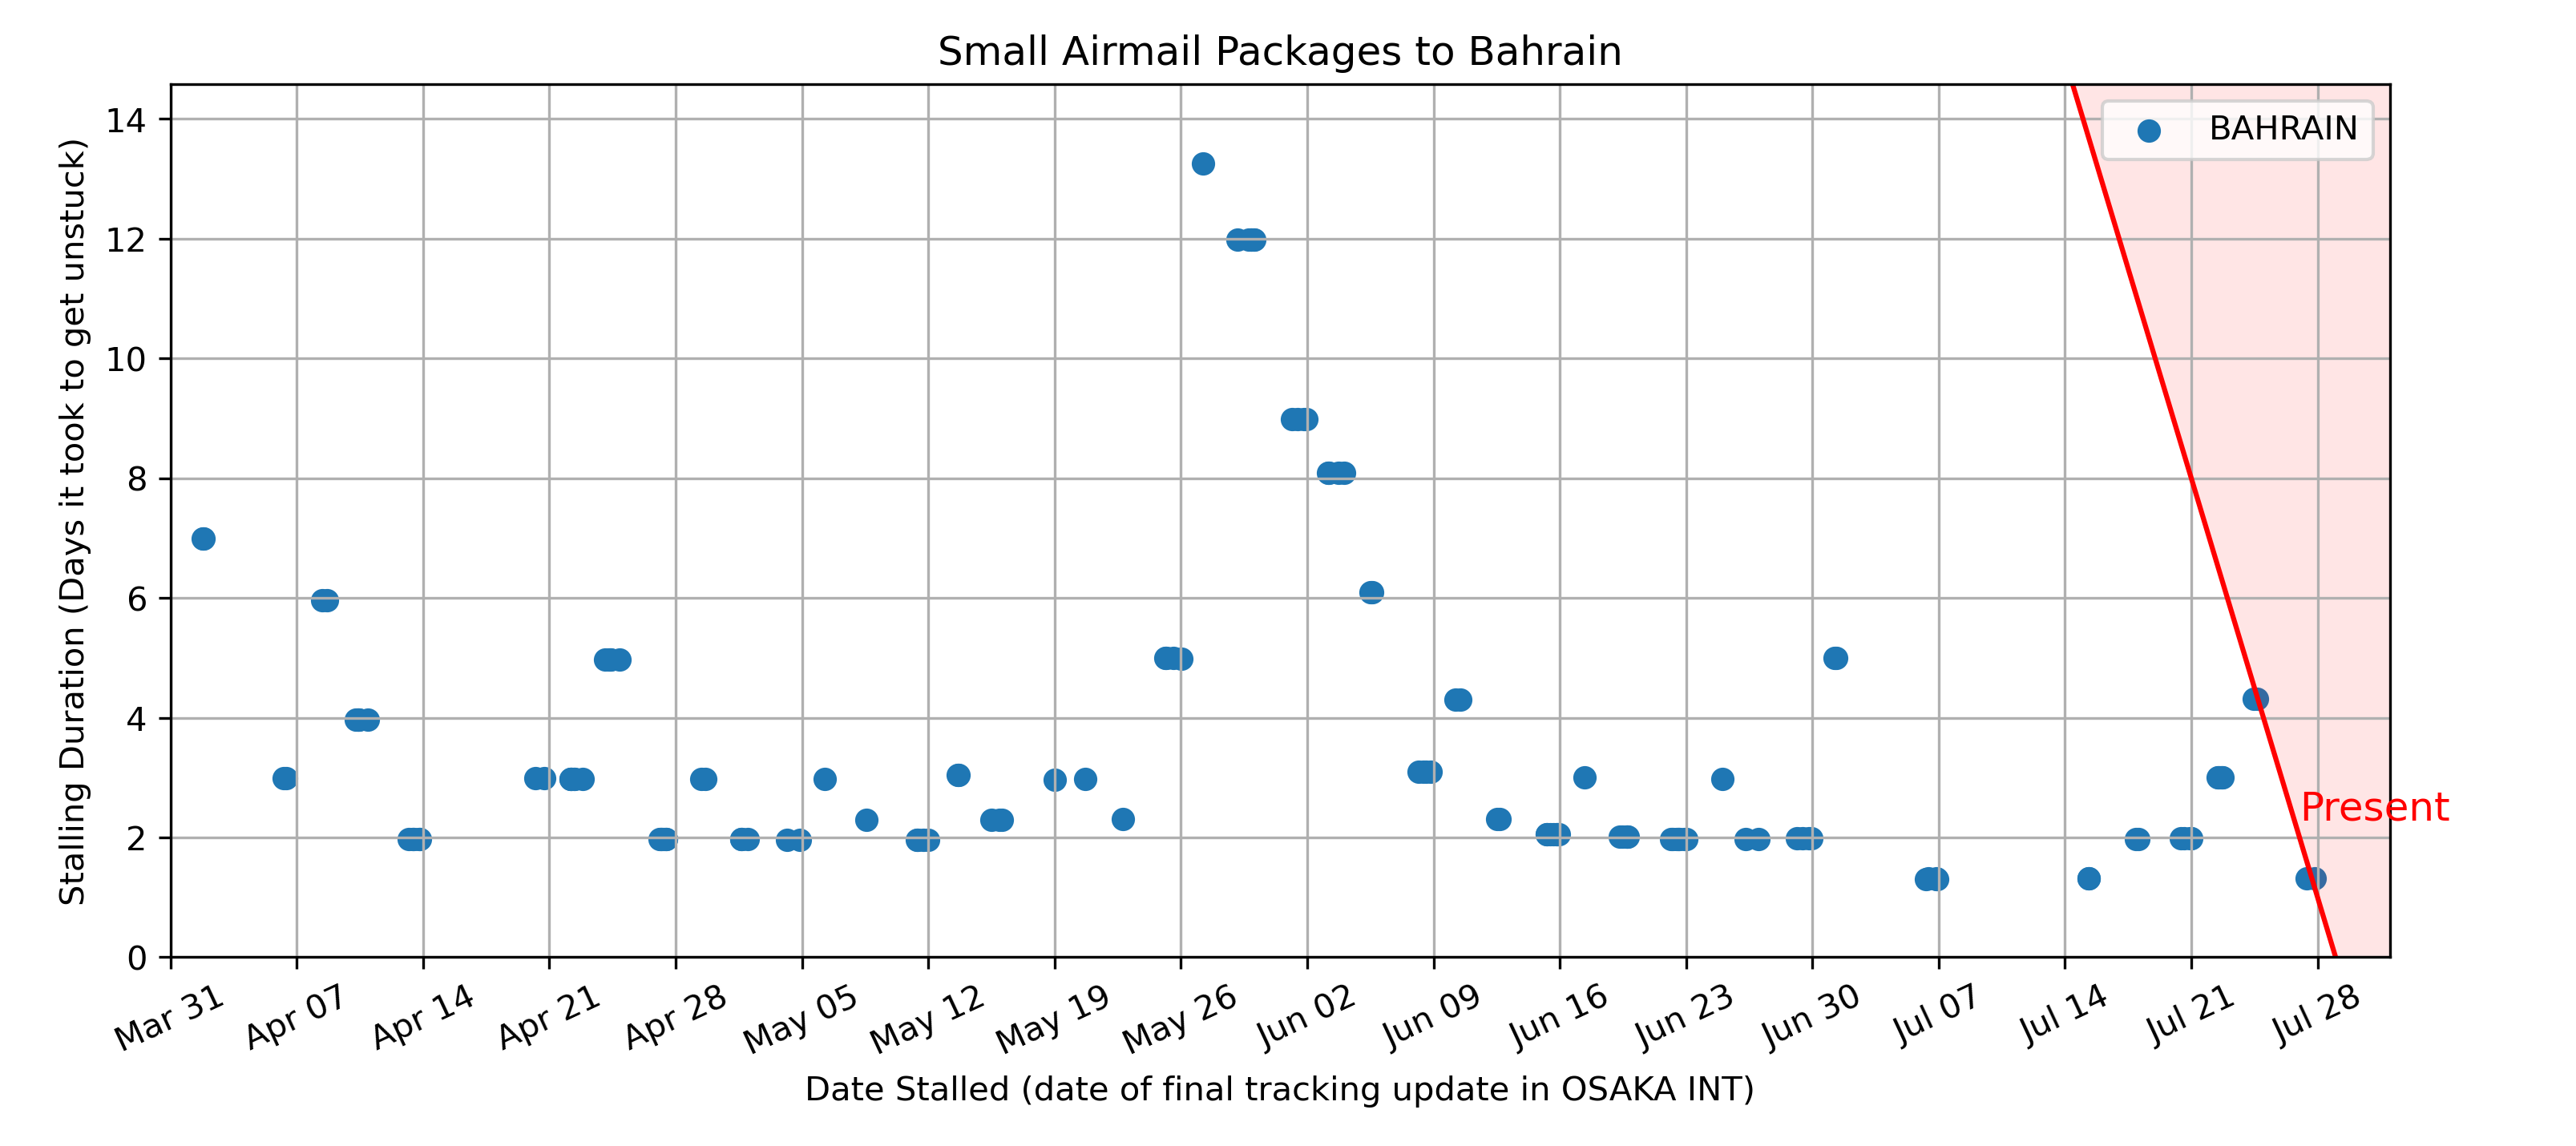 Small Airmail Packages to Bahrain
BAHRAIN
Stalling Duration (Days it took to get unstuck)
14
12
10
8
6
4
2
0
Present
Mar 31
Apr 07
Apr 14
Apr 21
Apr 28
May 05
May 12
May 19
May 26
Jun 02
Jun 09
Jun 16
Jun 23
Jun 30
Jul 07
Jul 14
Jul 21
Jul 28
Date Stalled (date of final tracking update in OSAKA INT)